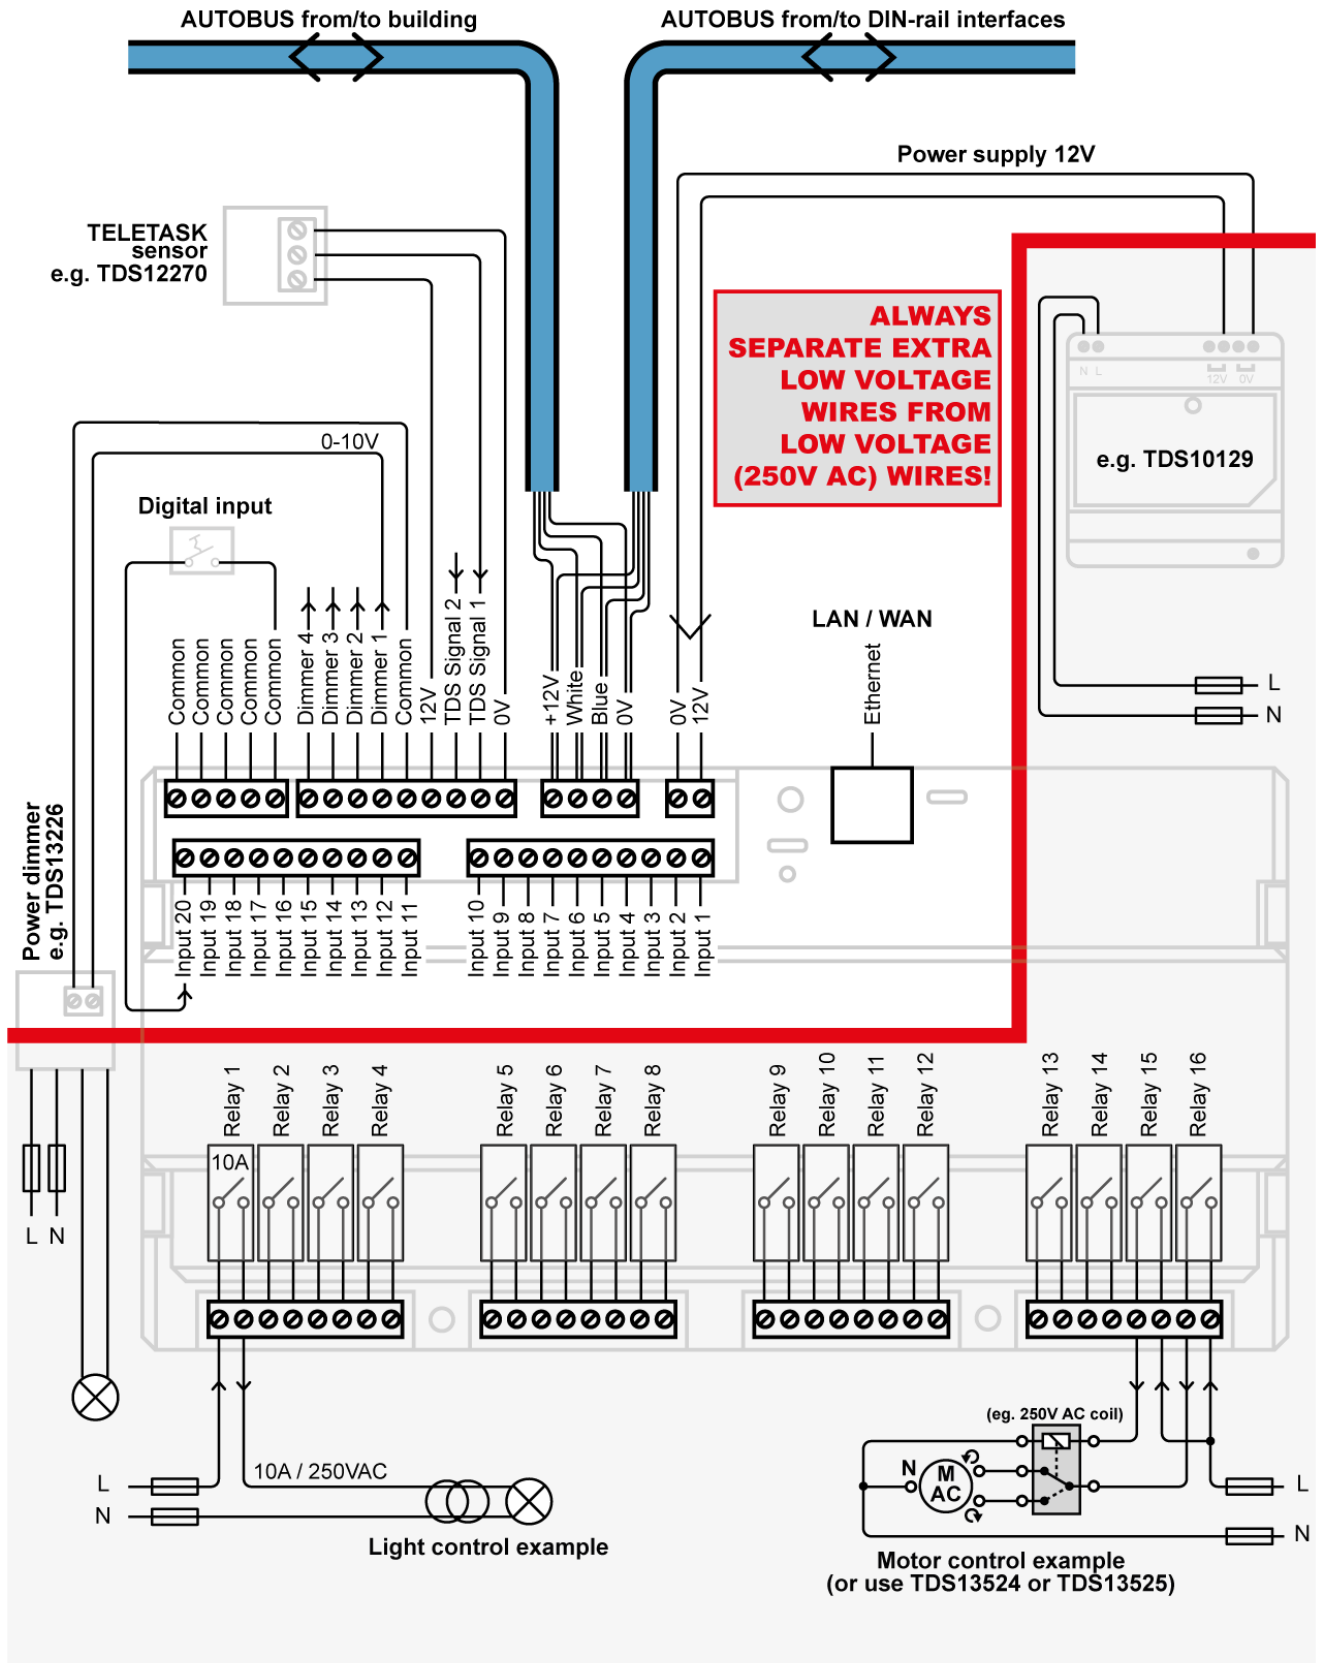 AUTOBUS from/to building
AUTOBUS from/to DIN-rail interfaces
Power supply 12V
TELETASK
sensor
e.g. TDS12270
ALWAYS
SEPARATE EXTRA
LOW VOLTAGE
WIRES FROM
LOW VOLTAGE
(250V AC) WIRES!
N L
12V 0V
e.g. TDS10129
0-10V
Digital input
LAN / WAN
Ethernet
L
N
Common
Common
Common
Common
Common
Dimmer 4
Dimmer 3
Dimmer 2
Dimmer 1
Common
12V
TDS Signal 2
TDS Signal 1
0V
+12V
White
Blue
0V
0V
12V
Power dimmer
e.g. TDS13226
Input 20
Input 19
Input 18
Input 17
Input 16
Input 15
Input 14
Input 13
Input 12
Input 11
Input 10
Input 9
Input 8
Input 7
Input 6
Input 5
Input 4
Input 3
Input 2
Input 1
Relay 1
Relay 2
Relay 3
Relay 4
Relay 5
Relay 6
Relay 7
Relay 8
Relay 9
Relay 10
Relay 11
Relay 12
Relay 13
Relay 14
Relay 15
Relay 16
10A
L N
L
N
10A / 250VAC
Light control example
(eg. 250V AC coil)
N
M
AC
L
N
Motor control example
(or use TDS13524 or TDS13525)